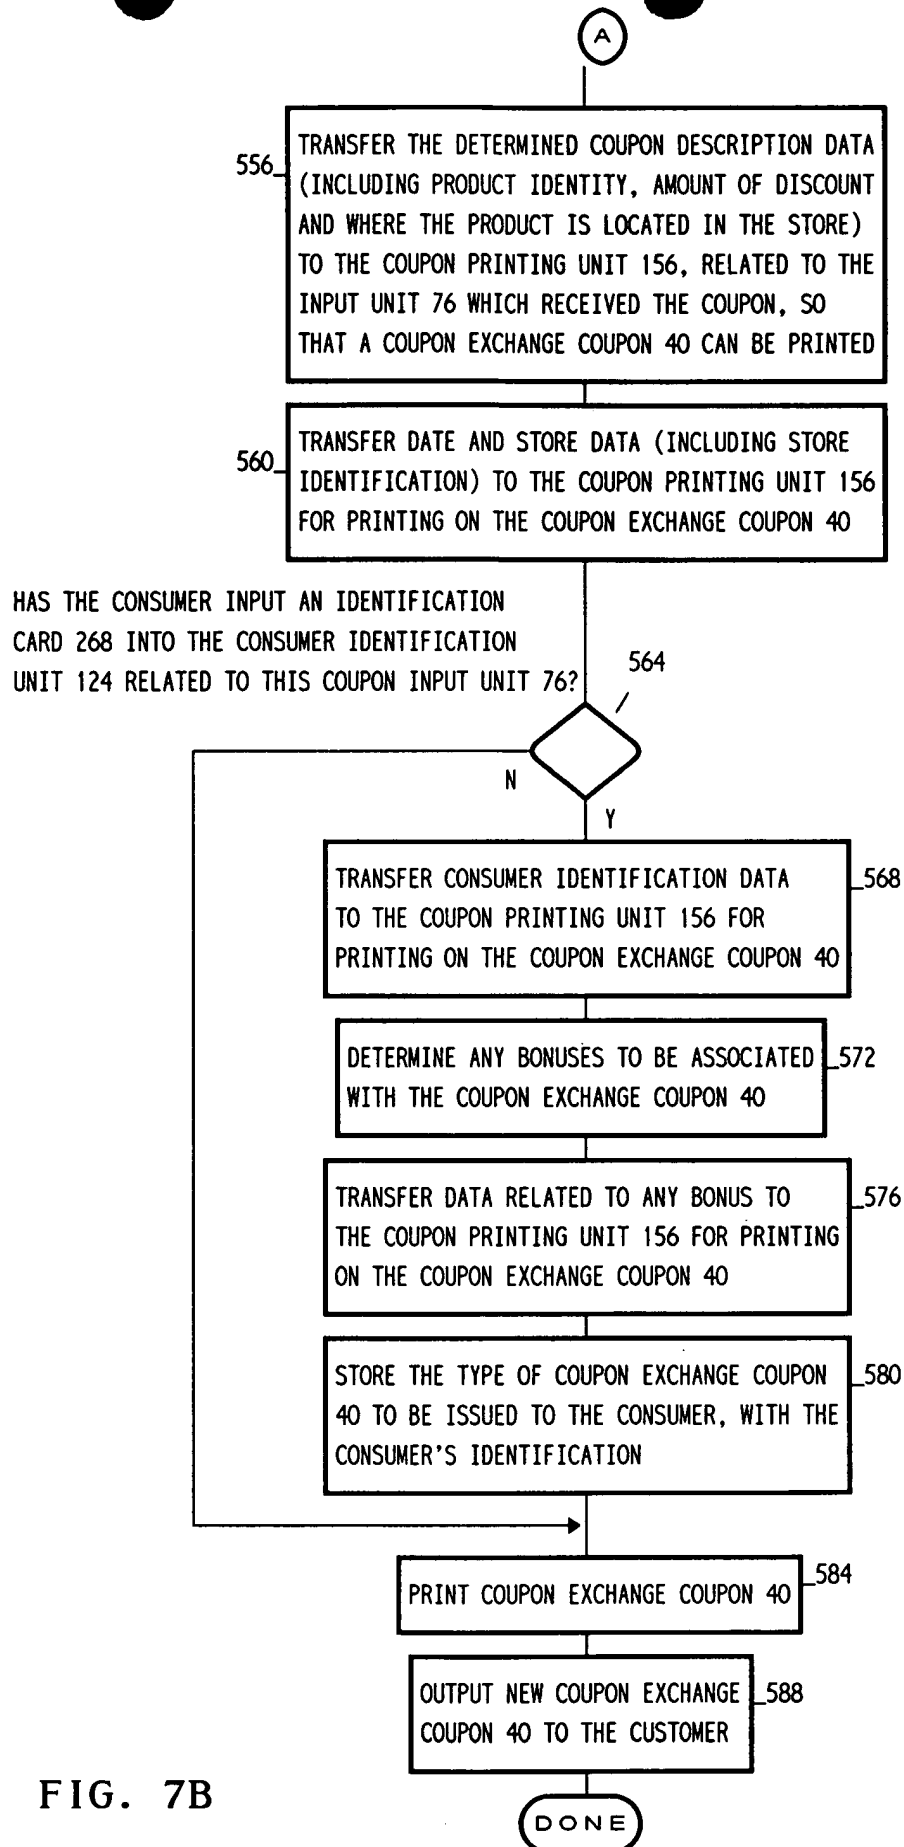 A
556
TRANSFER THE DETERMINED COUPON DESCRIPTION DATA
(INCLUDING PRODUCT IDENTITY, AMOUNT OF DISCOUNT
AND WHERE THE PRODUCT IS LOCATED IN THE STORE)
TO THE COUPON PRINTING UNIT 156, RELATED TO THE
INPUT UNIT 76 WHICH RECEIVED THE COUPON, SO
THAT A COUPON EXCHANGE COUPON 40 CAN BE PRINTED
560
TRANSFER DATE AND STORE DATA (INCLUDING STORE
IDENTIFICATION) TO THE COUPON PRINTING UNIT 156
FOR PRINTING ON THE COUPON EXCHANGE COUPON 40
HAS THE CONSUMER INPUT AN IDENTIFICATION
CARD 268 INTO THE CONSUMER IDENTIFICATION
UNIT 124 RELATED TO THIS COUPON INPUT UNIT 76?
564
N
Y
TRANSFER CONSUMER IDENTIFICATION DATA
TO THE COUPON PRINTING UNIT 156 FOR
PRINTING ON THE COUPON EXCHANGE COUPON 40
568
DETERMINE ANY BONUSES TO BE ASSOCIATED
WITH THE COUPON EXCHANGE COUPON 40
572
TRANSFER DATA RELATED TO ANY BONUS TO
THE COUPON PRINTING UNIT 156 FOR PRINTING
ON THE COUPON EXCHANGE COUPON 40
576
STORE THE TYPE OF COUPON EXCHANGE COUPON
40 TO BE ISSUED TO THE CONSUMER, WITH THE
CONSUMER'S IDENTIFICATION
580
PRINT COUPON EXCHANGE COUPON 40
584
OUTPUT NEW COUPON EXCHANGE
COUPON 40 TO THE CUSTOMER
588
FIG. 7B
DONE